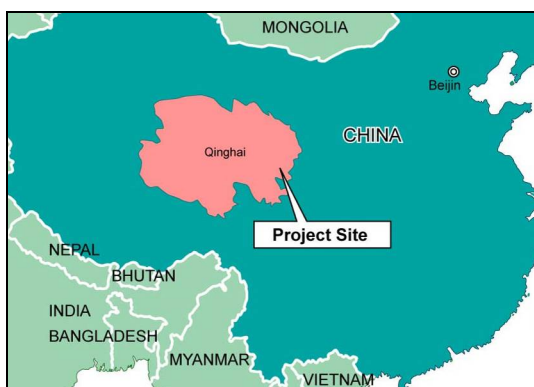 MONGOLIA
Beijin
CHINA
Qinghai
Project Site
NEPAL
BHUTAN
INDIA
BANGLADESH
MYANMAR
VIETNAM